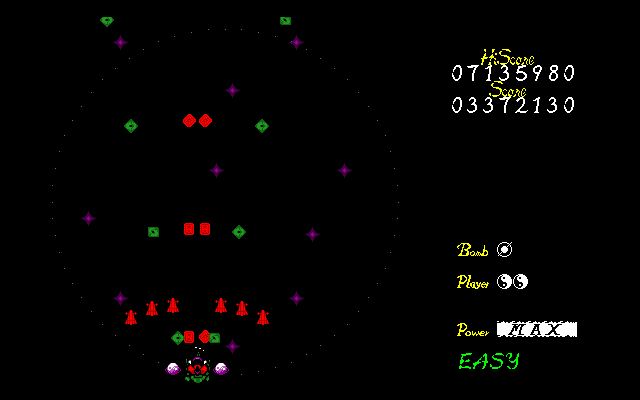 HiScore
07135980
Score
03372130
Bomb
Player
Power MAX
EASY